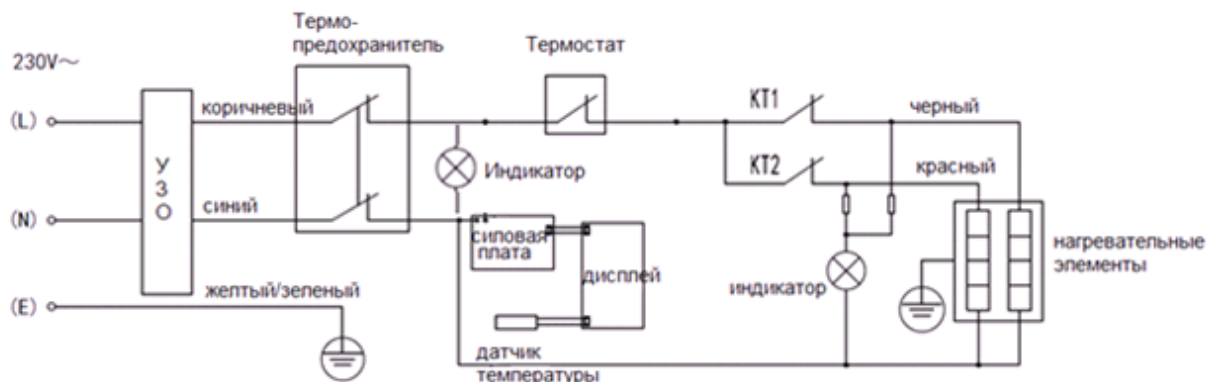 Термо-
предохранитель
Термостат
230V~
(L)
коричневый
KT1
черный
УЗО
Индикатор
KT2
красный
(N)
синий
силовая
плата
дисплей
индикатор
нагревательные
элементы
(E)
желтый/зеленый
датчик
температуры